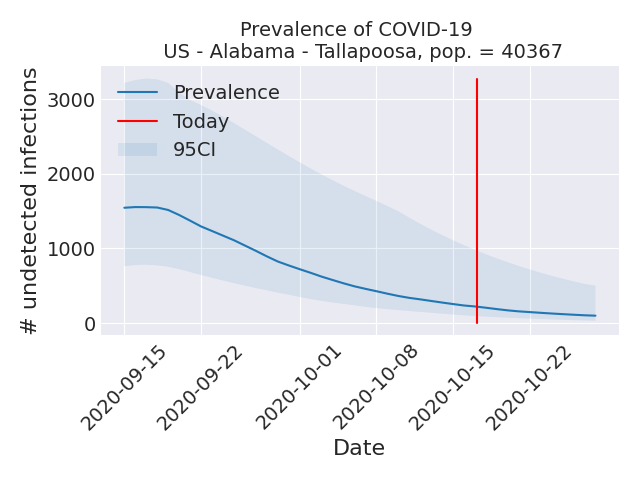 Prevalence of COVID-19
US - Alabama - Tallapoosa, pop. = 40367
# undetected infections
3000
2000
1000
0
Prevalence
Today
95CI
2020-09-15
2020-09-22
2020-10-01
2020-10-08
2020-10-15
2020-10-22
Date